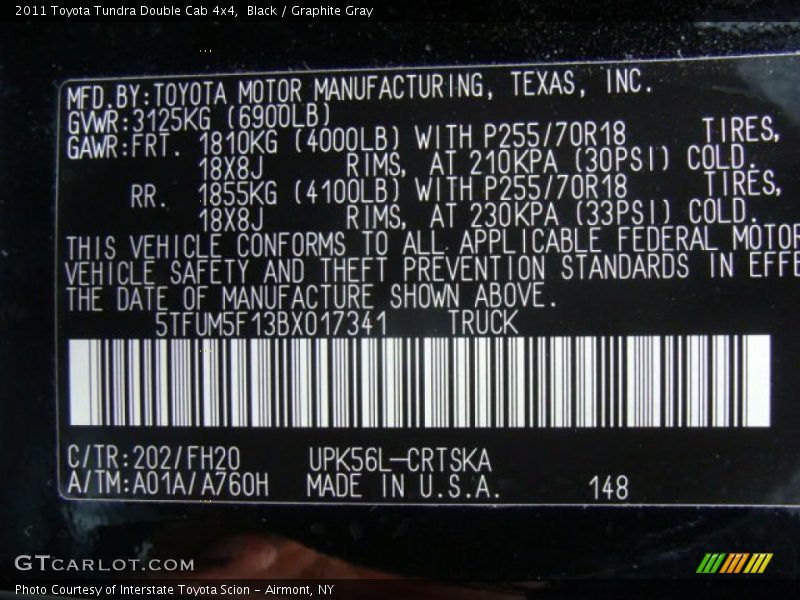 2011 Toyota Tundra Double Cab 4x4, Black / Graphite Gray
MFD.BY:TOYOTA MOTOR MANUFACTURING, TEXAS, INC.
GVWR:3125KG (6900LB)
GAWR:FRT. 1810KG (4000LB) WITH P255/70R18 TIRES,
18X8J RIMS, AT 210KPA (30PSI) COLD.
RR. 1855KG (4100LB) WITH P255/70R18 TIRES,
18X8J RIMS, AT 230KPA (33PSI) COLD.
THIS VEHICLE CONFORMS TO ALL APPLICABLE FEDERAL MOTOR
VEHICLE SAFETY AND THEFT PREVENTION STANDARDS IN EFFE
THE DATE OF MANUFACTURE SHOWN ABOVE.
5TFUM5F13BX017341 TRUCK
C/TR:202/FH20 UPK56L-CRTSKA
A/TM:A01A/A760H MADE IN U.S.A. 148
GTCARLOT.COM
Photo Courtesy of Interstate Toyota Scion - Airmont, NY